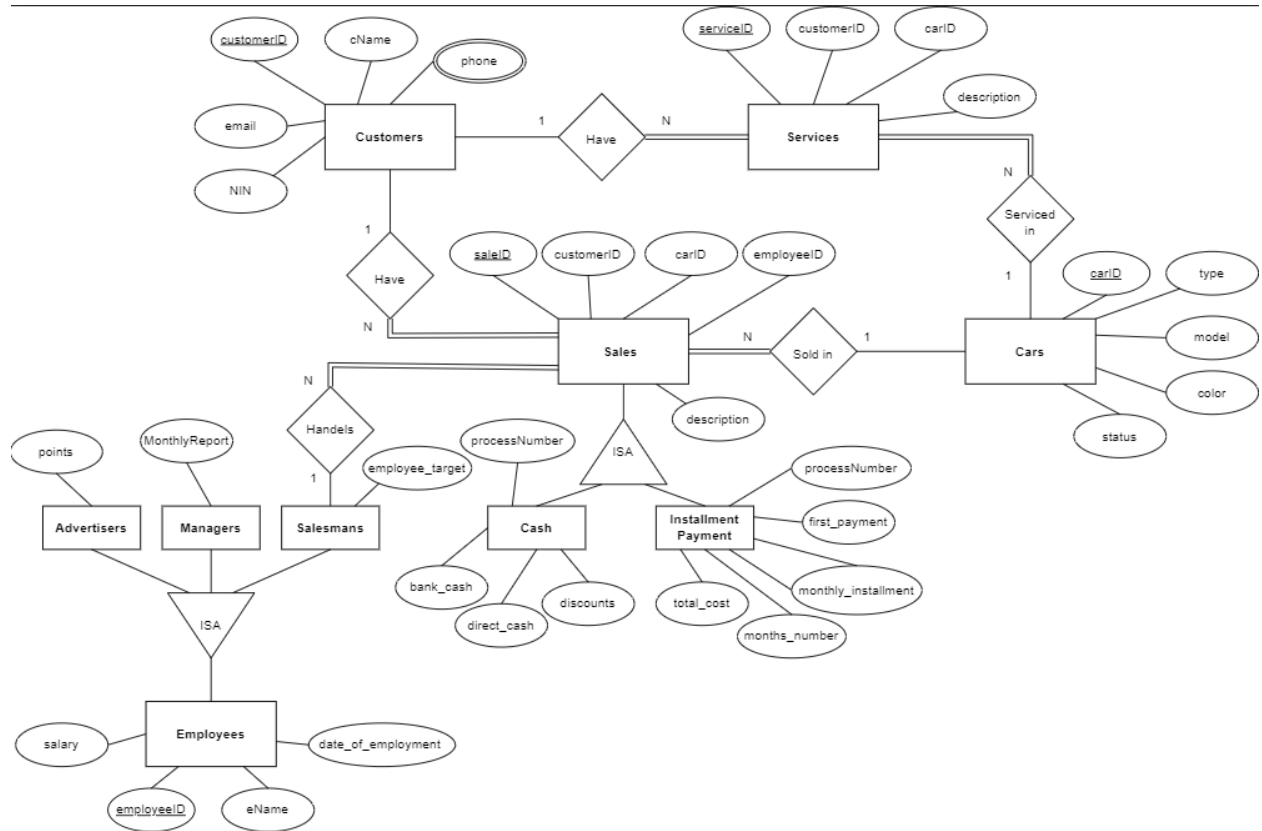 customerID
cName
phone
serviceID
customerID
carID
email
description
Customers
1
Have
N
Services
NIN
N
Serviced
in
1
Have
saleID
customerID
carID
employeeID
1
carID
type
N
Sales
N
Sold in
1
Cars
model
N
color
Handels
description
status
points
MonthlyReport
employee_target
processNumber
ISA
processNumber
1
Advertisers
Managers
Salesmans
Cash
Installment
Payment
first_payment
bank_cash
discounts
total_cost
monthly_installment
direct_cash
months_number
ISA
Employees
salary
date_of_employment
employeeID
eName